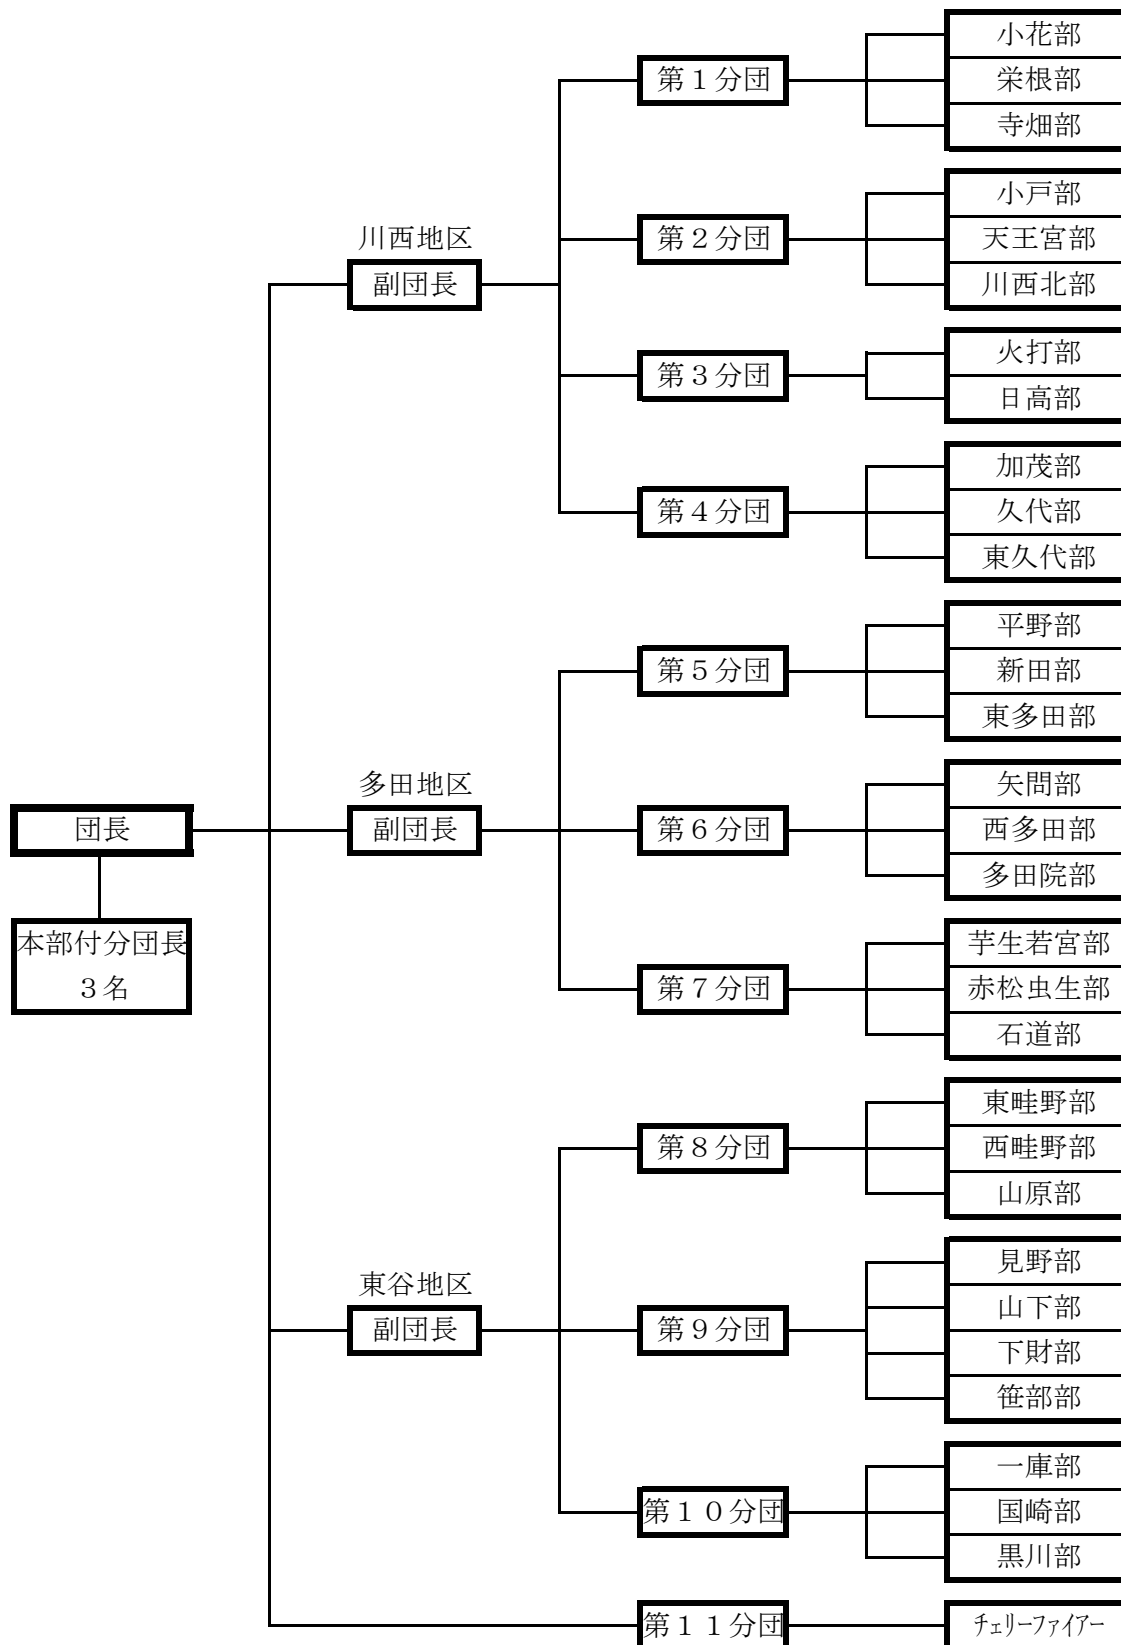 団長
本部付分団長
３名
川西地区
副団長
第１分団
小花部
栄根部
寺畑部
第２分団
小戸部
天王宮部
川西北部
第３分団
火打部
日高部
第４分団
加茂部
久代部
東久代部
多田地区
副団長
第５分団
平野部
新田部
東多田部
第６分団
矢問部
西多田部
多田院部
第７分団
芋生若宮部
赤松虫生部
石道部
東谷地区
副団長
第８分団
東畦野部
西畦野部
山原部
第９分団
見野部
山下部
下財部
笹部部
第１０分団
一庫部
国崎部
黒川部
第１１分団
ﾁｪﾘｰﾌｧｲｱｰ